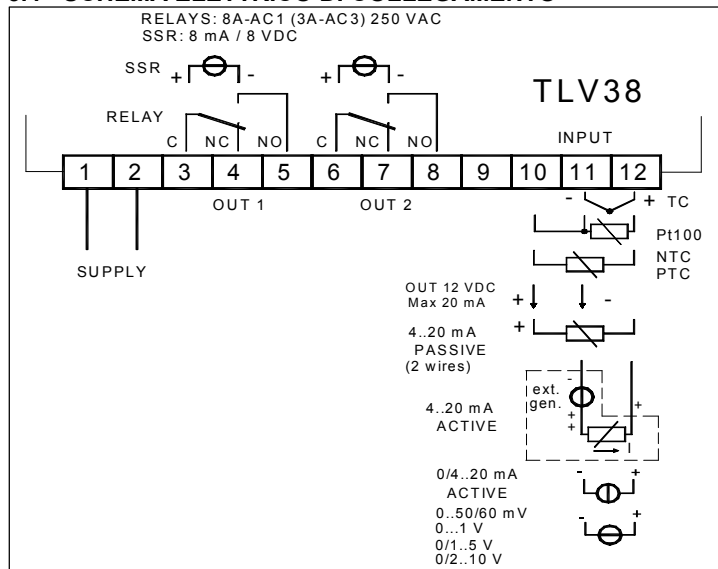 RELAYS: 8A-AC1 (3A-AC3) 250 VAC
SSR: 8 mA / 8 VDC
SSR + - + -
TLV38
RELAY
C NC NO C NC NO INPUT
1 2 3 4 5 6 7 8 9 10 11 12
OUT 1 OUT 2
- + TC
Pt100
SUPPLY
NTC
PTC
OUT 12 VDC
Max 20 mA
+ -
4..20 mA
PASSIVE
(2 wires)
+
4..20 mA
ACTIVE
ext.
gen.
-
+
+
+
I
0/4..20 mA
ACTIVE
- +
0..50/60 mV
0...1 V
0/1..5 V
0/2..10 V
- +